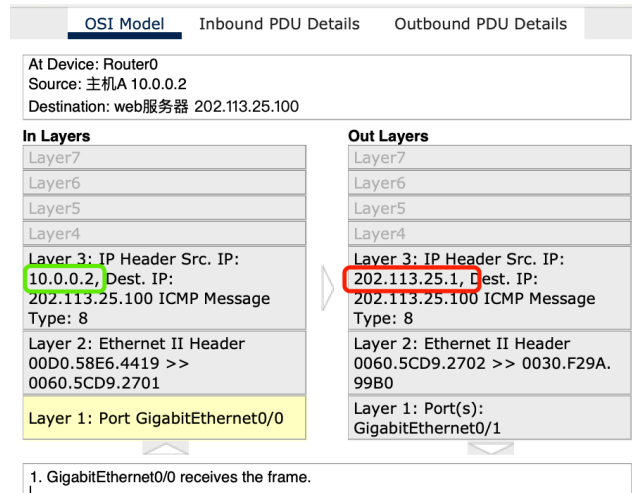 OSI Model Inbound PDU Details Outbound PDU Details
At Device: Router0
Source: 主机A 10.0.0.2
Destination: web服务器 202.113.25.100
In Layers
Layer7
Layer6
Layer5
Layer4
Layer 3: IP Header Src. IP:
10.0.0.2, Dest. IP:
202.113.25.100 ICMP Message
Type: 8
Layer 2: Ethernet II Header
00D0.58E6.4419 >>
0060.5CD9.2701
Layer 1: Port GigabitEthernet0/0
Out Layers
Layer7
Layer6
Layer5
Layer4
Layer 3: IP Header Src. IP:
202.113.25.1, Dest. IP:
202.113.25.100 ICMP Message
Type: 8
Layer 2: Ethernet II Header
0060.5CD9.2702 >> 0030.F29A.
99B0
Layer 1: Port(s):
GigabitEthernet0/1
1. GigabitEthernet0/0 receives the frame.